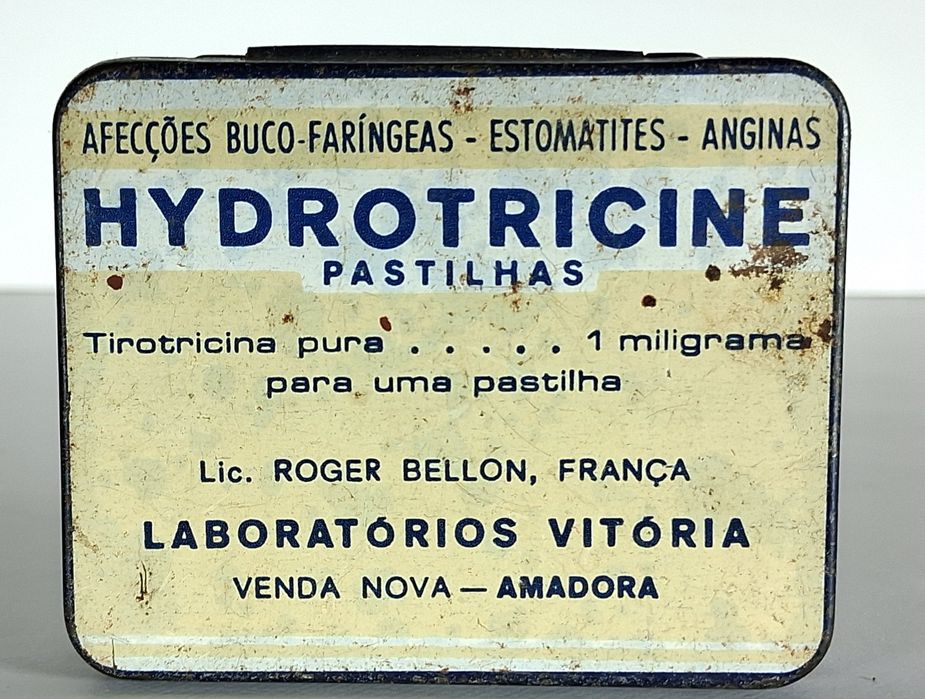 AFECÇÕES BUCO-FARÍNGEAS - ESTOMATITES - ANGINAS
HYDROTRICINE
PASTILHAS
Tirotricina pura . . . . . 1 miligrama
para uma pastilha
Lic. ROGER BELLON, FRANÇA
LABORATÓRIOS VITÓRIA
VENDA NOVA — AMADORA